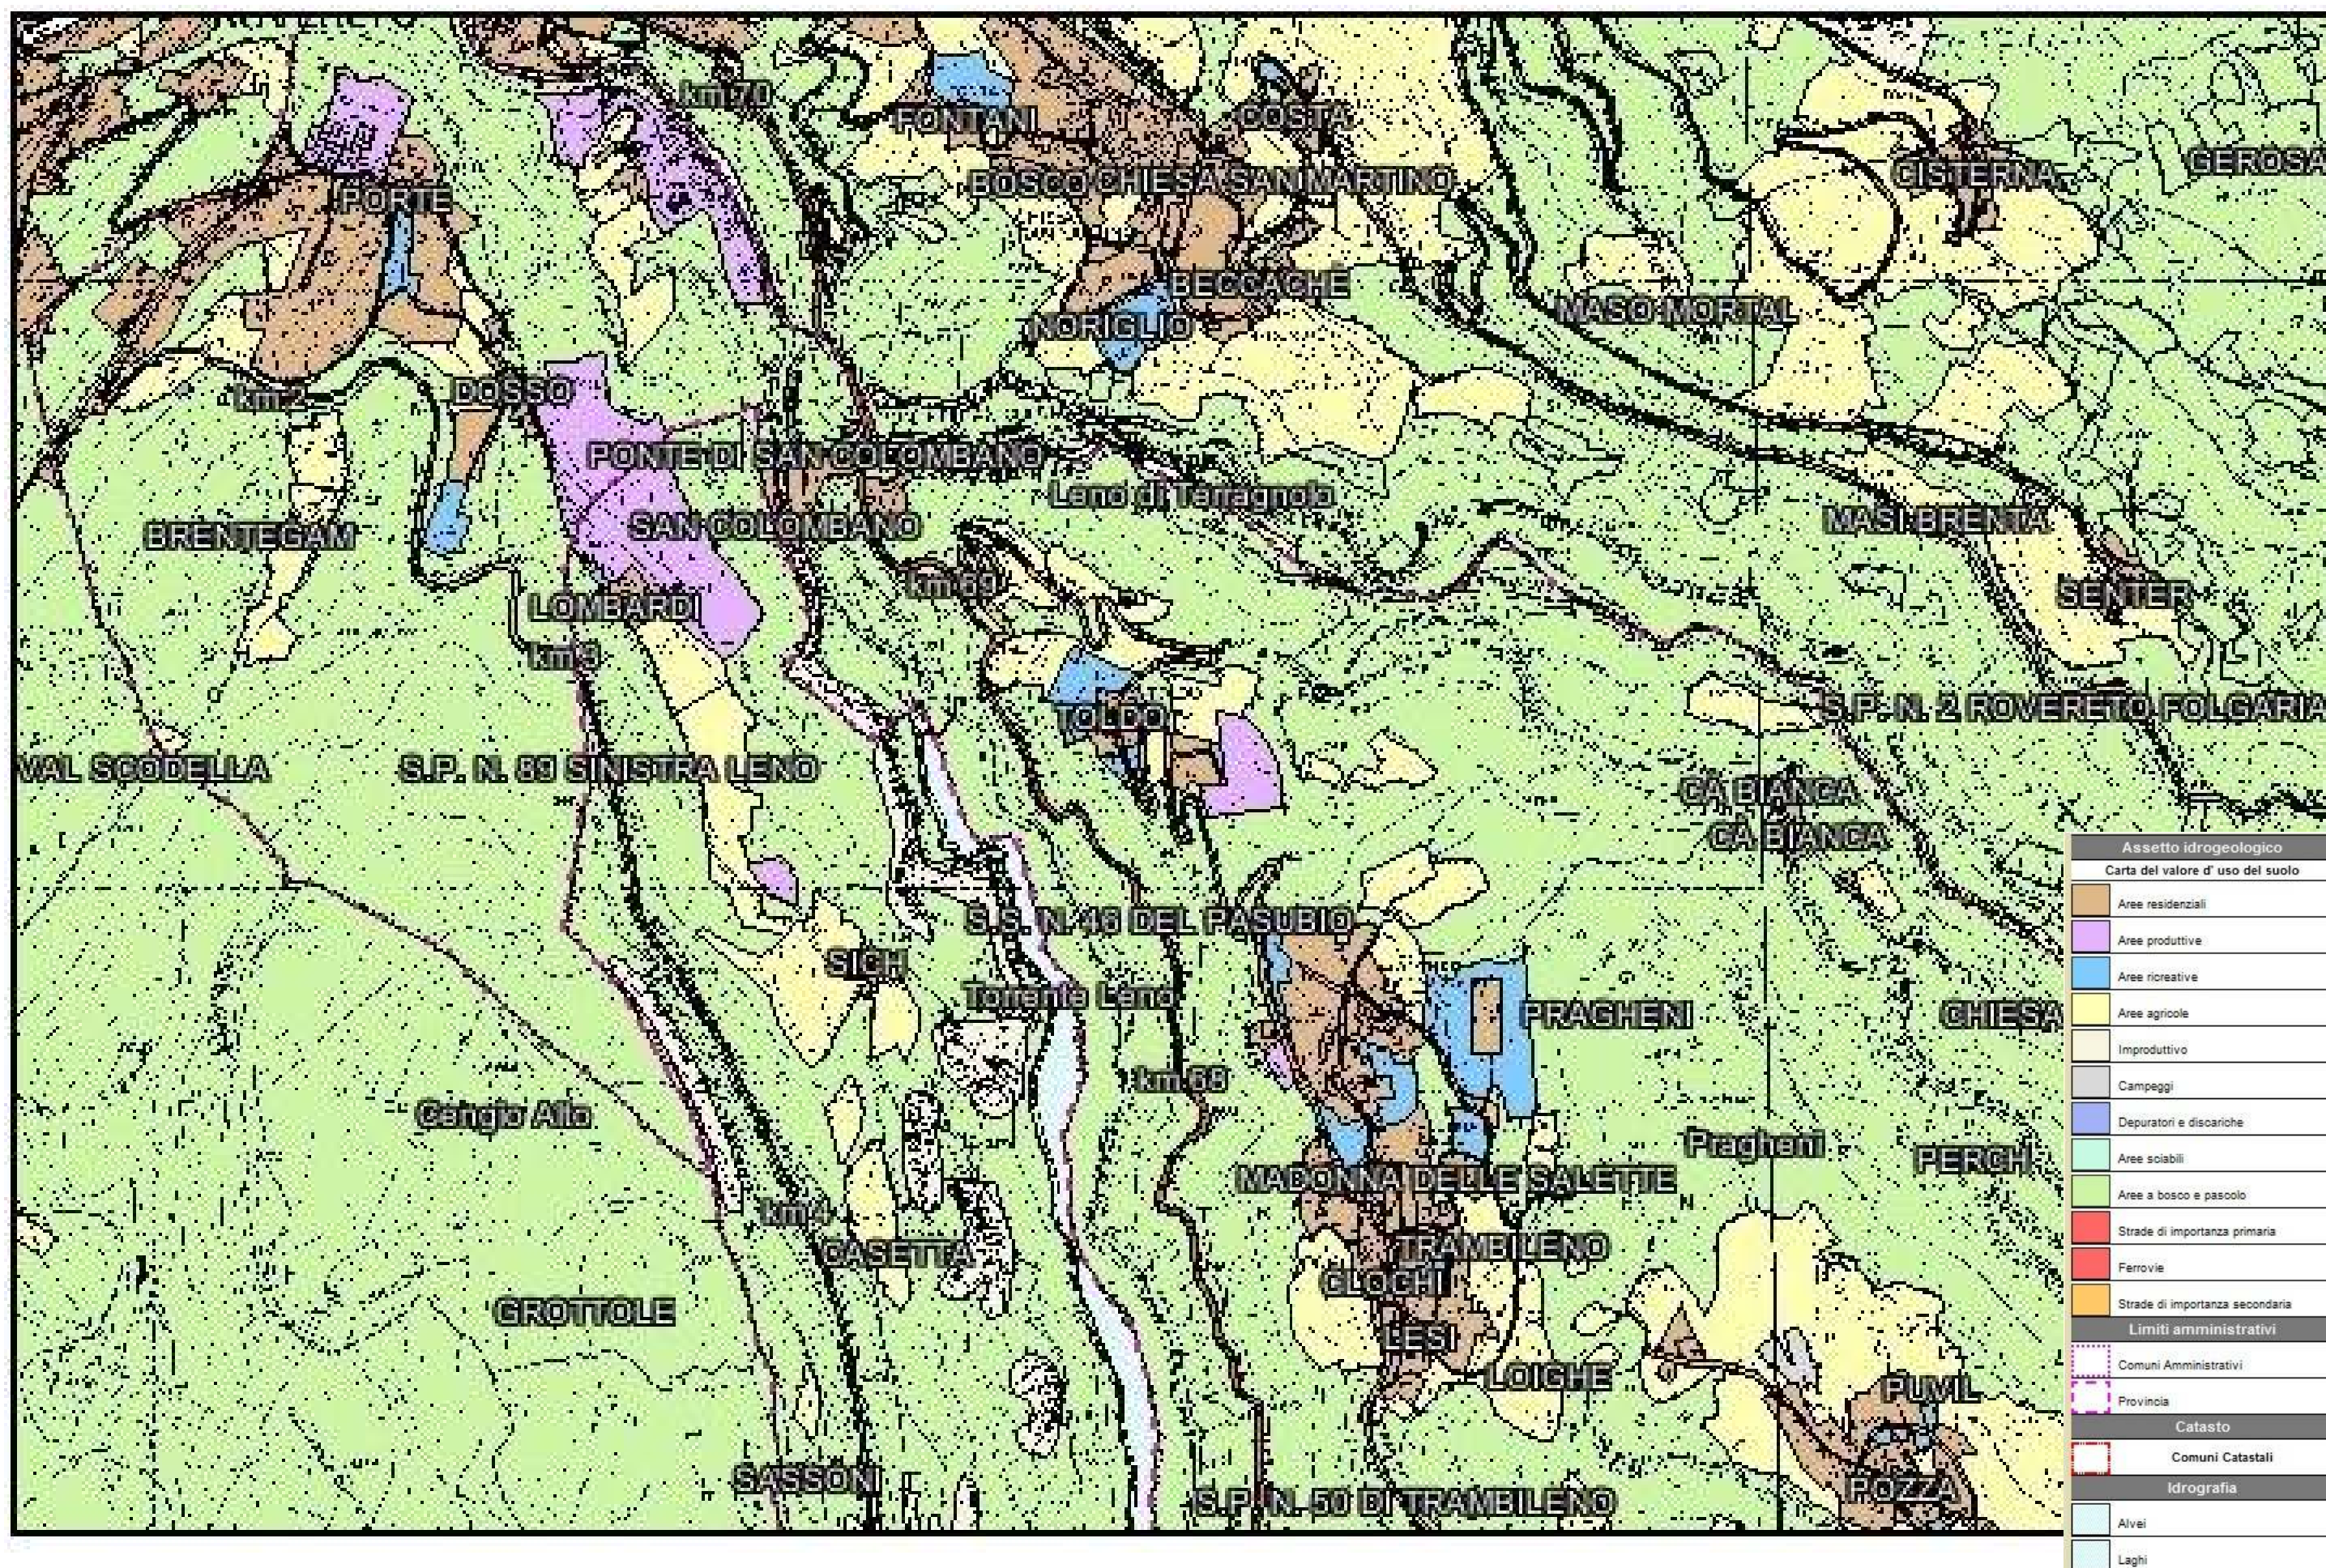 km 70
FONTANI
COSTA
BOSCO CHIESA SAN MARTINO
CISTERNA
GEROSA
PORTE
BECCACHÈ
NORIGLIO
MASO MORTAL
km 2
DOSSO
PONTE DI SAN COLOMBANO
Leno di Terragnolo
BRENTEGAM
SAN COLOMBANO
MASI BRENTA
km 69
LOMBARDI
SENTER
km 3
TOLDO
S.P. N. 2 ROVERETO FOLGARIA
VAL SCODELLA
S.P. N. 89 SINISTRA LENO
CÀ BIANCA
CÀ BIANCA
S.S. N. 46 DEL PASUBIO
SICH
Torrente Leno
PRAGHENI
CHIESA
km 68
Cengio Alto
Pragheni
PERCH
MADONNA DELLE SALETTE
km 4
CASETTA
TRAMBILENO
CLOCHI
GROTTOLE
LESI
LOIGHE
PUVIL
SASSONI
S.P. N. 50 DI TRAMBILENO
POZZA
Assetto idrogeologico
Carta del valore d' uso del suolo
Aree residenziali
Aree produttive
Aree ricreative
Aree agricole
Improduttivo
Campeggi
Depuratori e discariche
Aree sciabili
Aree a bosco e pascolo
Strade di importanza primaria
Ferrovie
Strade di importanza secondaria
Limiti amministrativi
Comuni Amministrativi
Provincia
Catasto
Comuni Catastali
Idrografia
Alvei
Laghi